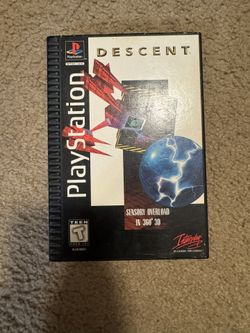 DESCENT
PlayStation
SENSORY OVERLOAD
IN 360° 3D
TEEN
T
Interplay